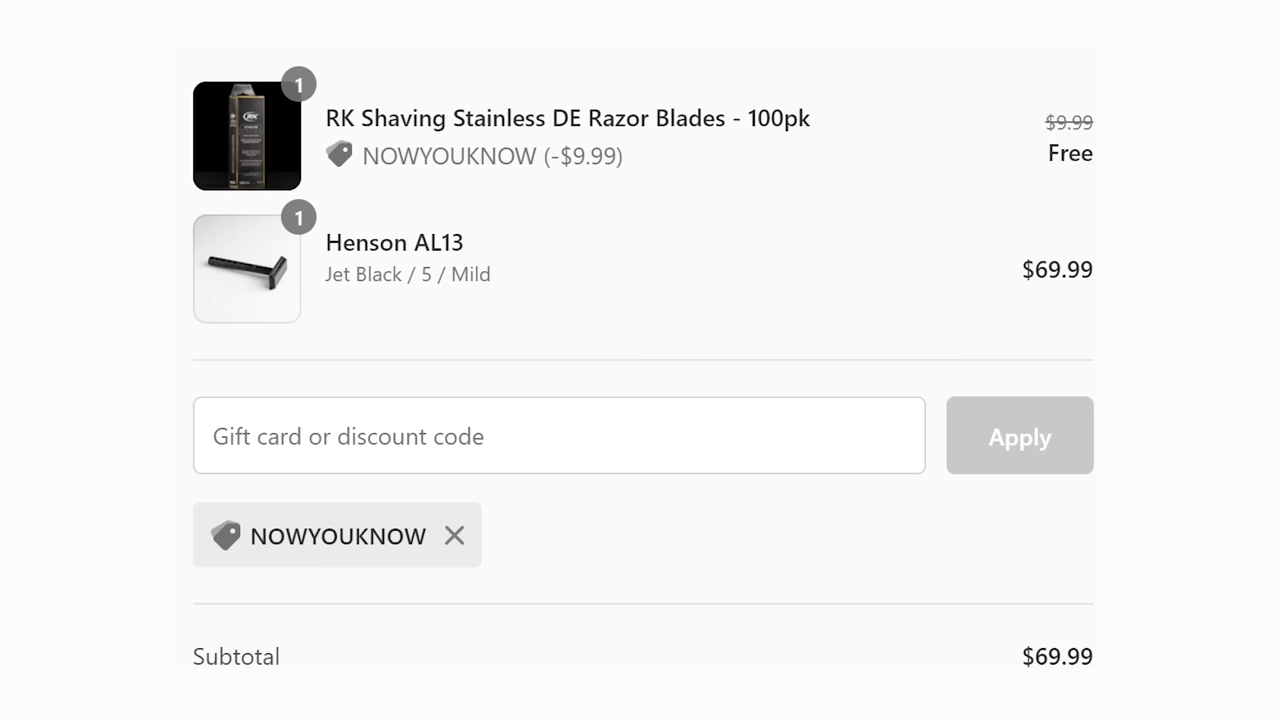 1
RK Shaving Stainless DE Razor Blades - 100pk
NOWYOUKNOW (-$9.99)
$9.99
Free
RK
1
Henson AL13
Jet Black / 5 / Mild
$69.99
Gift card or discount code
Apply
NOWYOUKNOW
Subtotal
$69.99